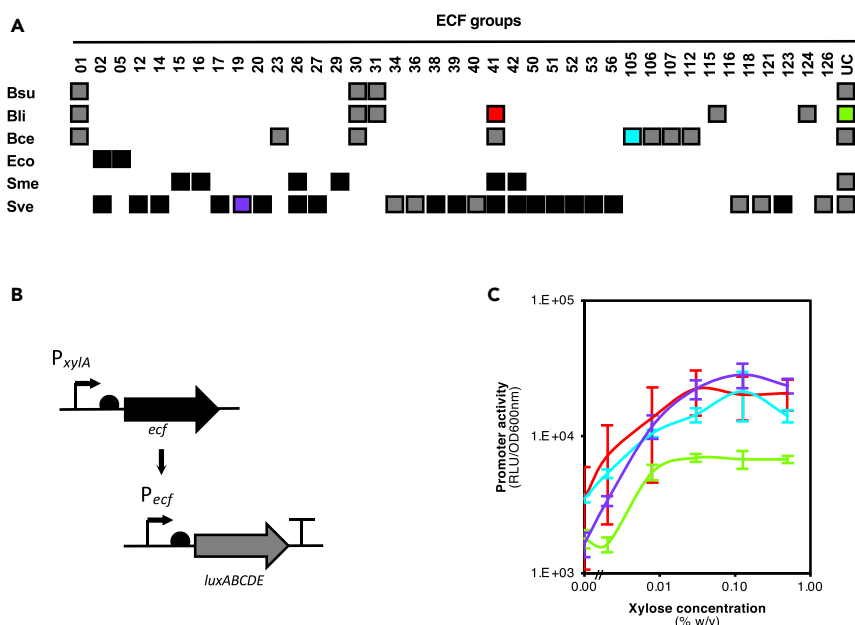 A
ECF groups
01 02 05 12 14 15 16 17 19 20 23 26 27 29 30 31 34 36 38 39 40 41 42 50 51 52 53 56 105 106 107 112 115 116 118 121 123 124 126 UC
Bsu
Bli
Bce
Eco
Sme
Sve
B
PxylA
ecf
Pecf
luxABCDE
C
1.E+05
1.E+04
1.E+03
Promoter activity
(RLU/OD600nm)
0.00 0.01 0.10 1.00
Xylose concentration
(% w/v)